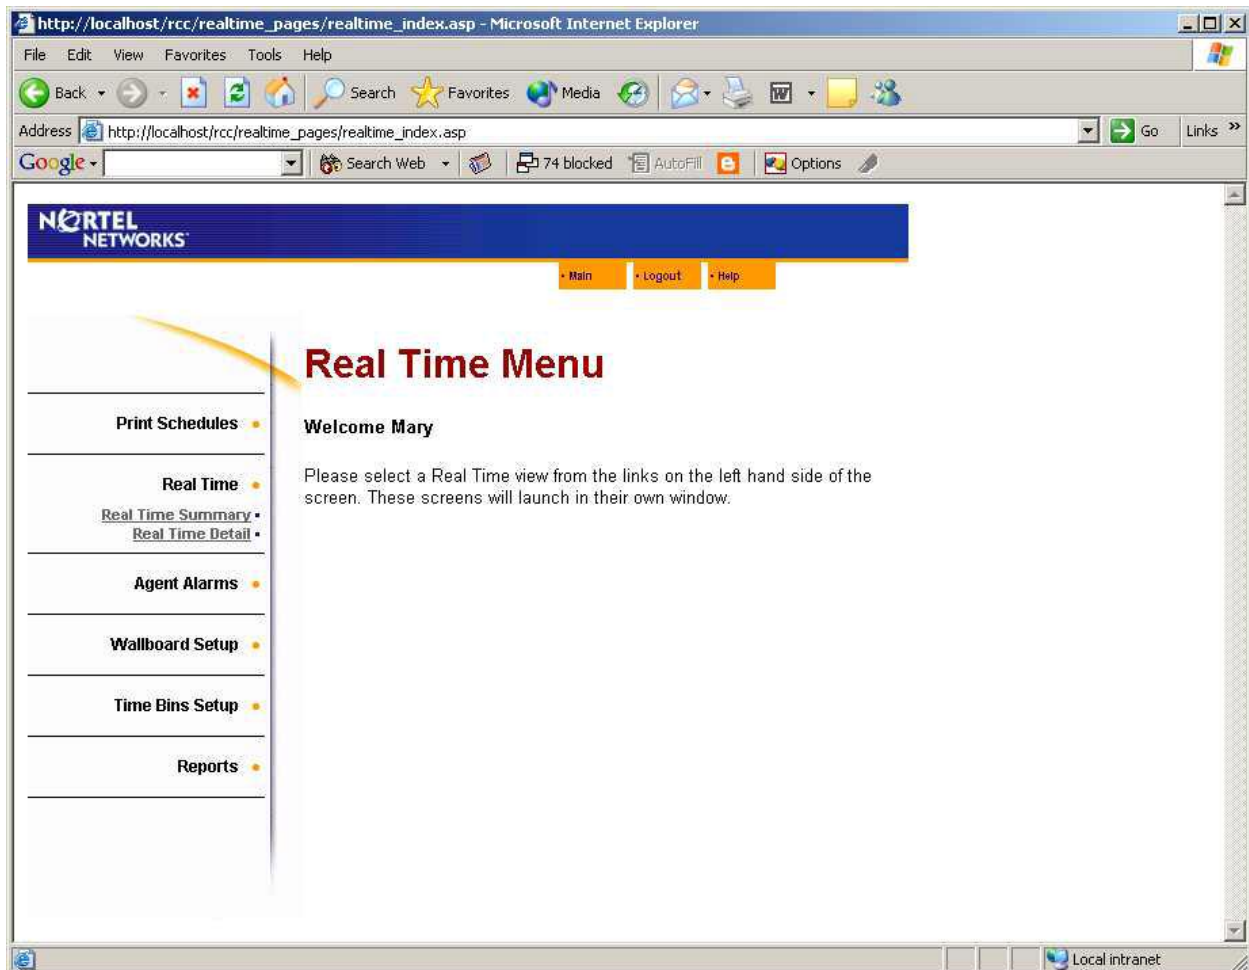 http://localhost/rcc/realtime_pages/realtime_index.asp - Microsoft Internet Explorer
File Edit View Favorites Tools Help
Back Search Favorites Media
Address http://localhost/rcc/realtime_pages/realtime_index.asp Go Links »
Google Search Web 74 blocked AutoFill Options
NORTEL
NETWORKS
Main Logout Help
Real Time Menu
Print Schedules
Welcome Mary
Real Time
Please select a Real Time view from the links on the left hand side of the
screen. These screens will launch in their own window.
Real Time Summary
Real Time Detail
Agent Alarms
Wallboard Setup
Time Bins Setup
Reports
Local intranet